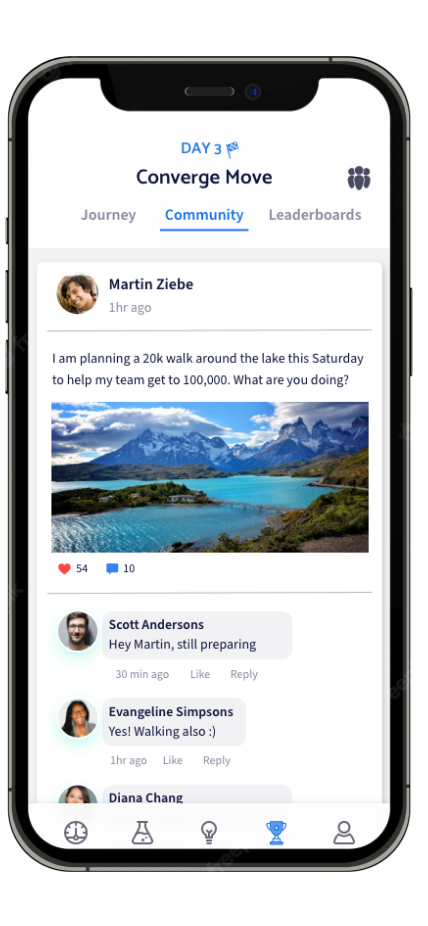 DAY 3
Converge Move
Journey Community Leaderboards
Martin Ziebe
1hr ago
I am planning a 20k walk around the lake this Saturday
to help my team get to 100,000. What are you doing?
54 10
Scott Andersons
Hey Martin, still preparing
30 min ago Like Reply
Evangeline Simpsons
Yes! Walking also :)
1hr ago Like Reply
Diana Chang